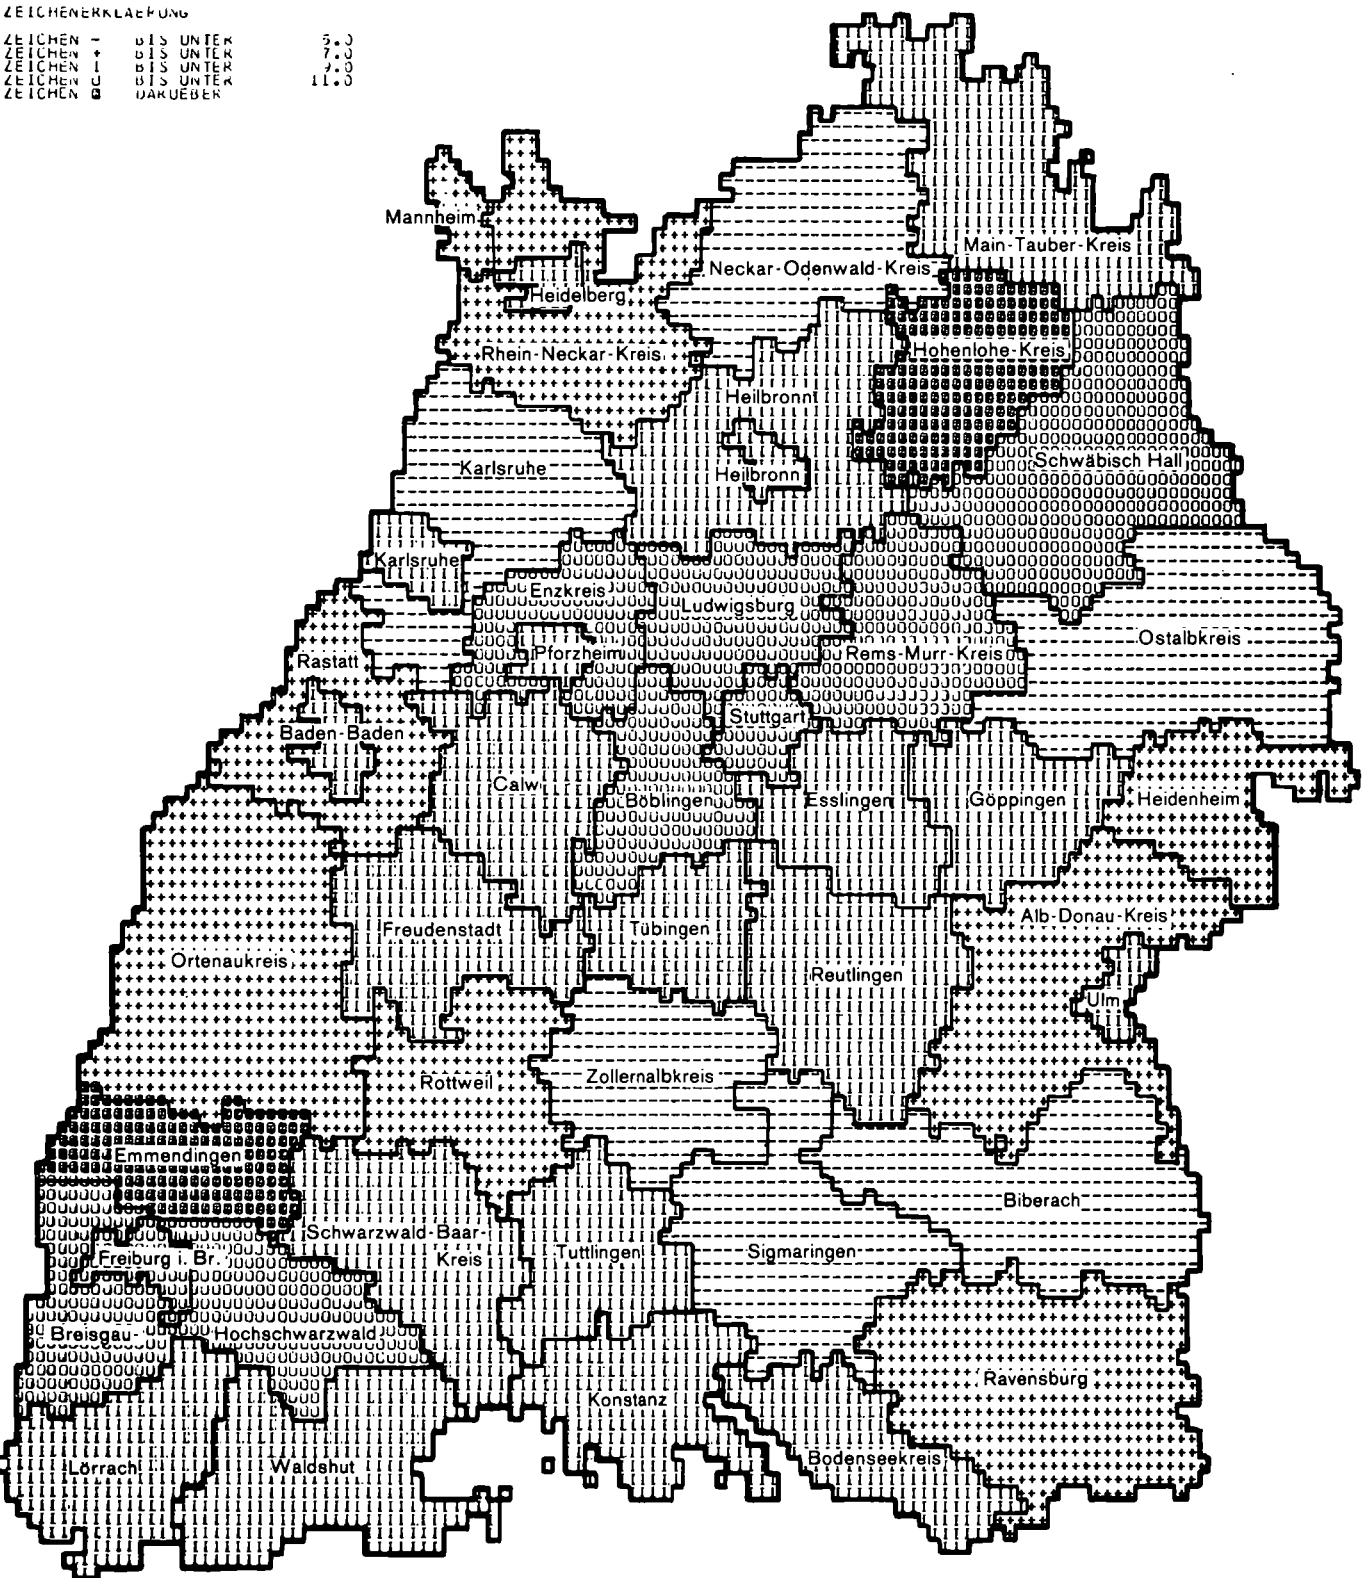 ZEICHENERKLAERUNG
ZEICHEN - BIS UNTER 5.0
ZEICHEN + BIS UNTER 7.0
ZEICHEN I BIS UNTER 9.0
ZEICHEN O BIS UNTER 11.0
ZEICHEN DARUEBER
Mannheim
Main-Tauber-Kreis
Neckar-Odenwald-Kreis
Heidelberg
Rhein-Neckar-Kreis
Hohenlohe-Kreis
Heilbronn
Karlsruhe
Heilbronn
Schwäbisch Hall
Karlsruhe
Enzkreis
Ludwigsburg
Ostalbkreis
Rastatt
Pforzheim
Rems-Murr-Kreis
Stuttgart
Baden-Baden
Calw
Böblingen
Esslingen
Göppingen
Heidenheim
Freudenstadt
Tübingen
Alb-Donau-Kreis
Ortenaukreis
Reutlingen
Ulm
Rottweil
Zollernalbkreis
Emmendingen
Biberach
Schwarzwald-Baar-
Kreis
Tuttlingen
Sigmaringen
Freiburg i. Br.
Breisgau-
Hochschwarzwald
Ravensburg
Konstanz
Lörrach
Waldshut
Bodenseekreis